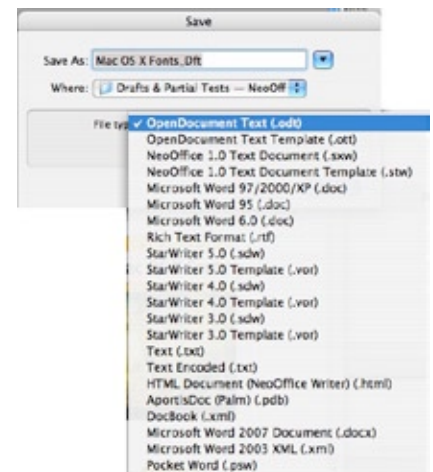 Save
Save As: Mac OS X Fonts_Dft
Where: Drafts & Partial Tests — NeoOff
File typ ✓ OpenDocument Text (.odt)
OpenDocument Text Template (.ott)
NeoOffice 1.0 Text Document (.sxw)
NeoOffice 1.0 Text Document Template (.stw)
Microsoft Word 97/2000/XP (.doc)
Microsoft Word 95 (.doc)
Microsoft Word 6.0 (.doc)
Rich Text Format (.rtf)
StarWriter 5.0 (.sdw)
StarWriter 5.0 Template (.vor)
StarWriter 4.0 (.sdw)
StarWriter 4.0 Template (.vor)
StarWriter 3.0 (.sdw)
StarWriter 3.0 Template (.vor)
Text (.txt)
Text Encoded (.txt)
HTML Document (NeoOffice Writer) (.html)
AportisDoc (Palm) (.pdb)
DocBook (.xml)
Microsoft Word 2007 Document (.docx)
Microsoft Word 2003 XML (.xml)
Pocket Word (.psw)